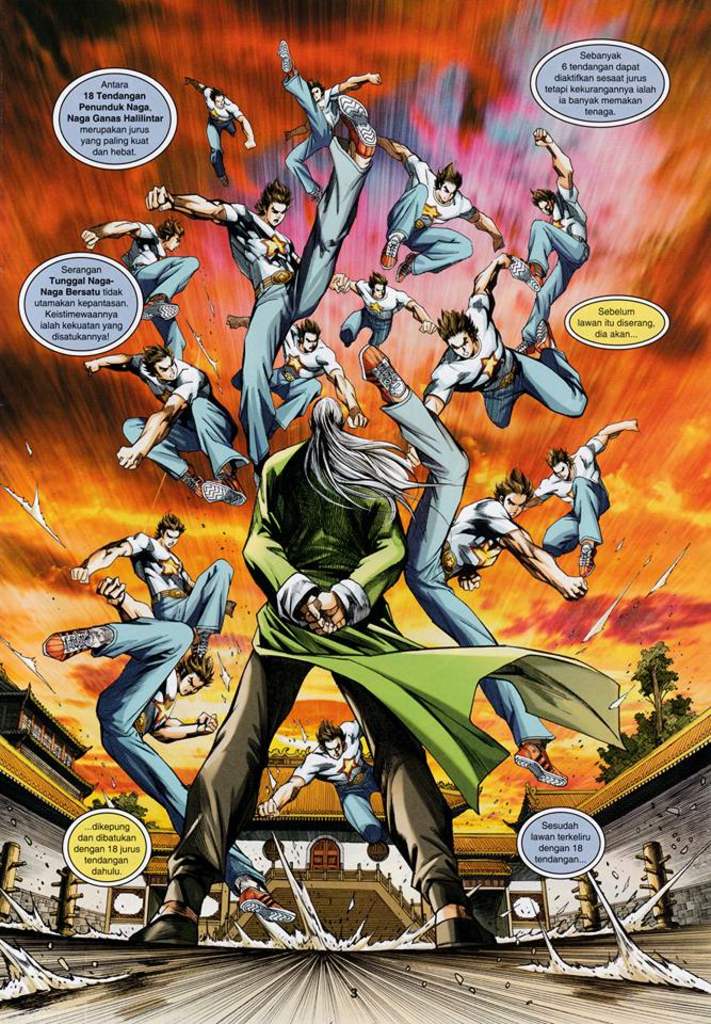 Antara
18 Tendangan
Penunduk Naga,
Naga Ganas Halilintar
merupakan jurus
yang paling kuat
dan hebat.
Sebanyak
6 tendangan dapat
diaktifkan sesaat jurus
tetapi kekurangannya ialah
ia banyak memakan
tenaga.
Serangan
Tunggal Naga-
Naga Bersatu tidak
utamakan kepantasan.
Keistimewaannya
ialah kekuatan yang
disatukan!
Sebelum
lawan itu diserang,
dia akan...
...dikepung
dan dibatukan
dengan 18 jurus
tendangan
dahulu.
Sesudah
lawan terkeliru
dengan 18
tendangan...
3